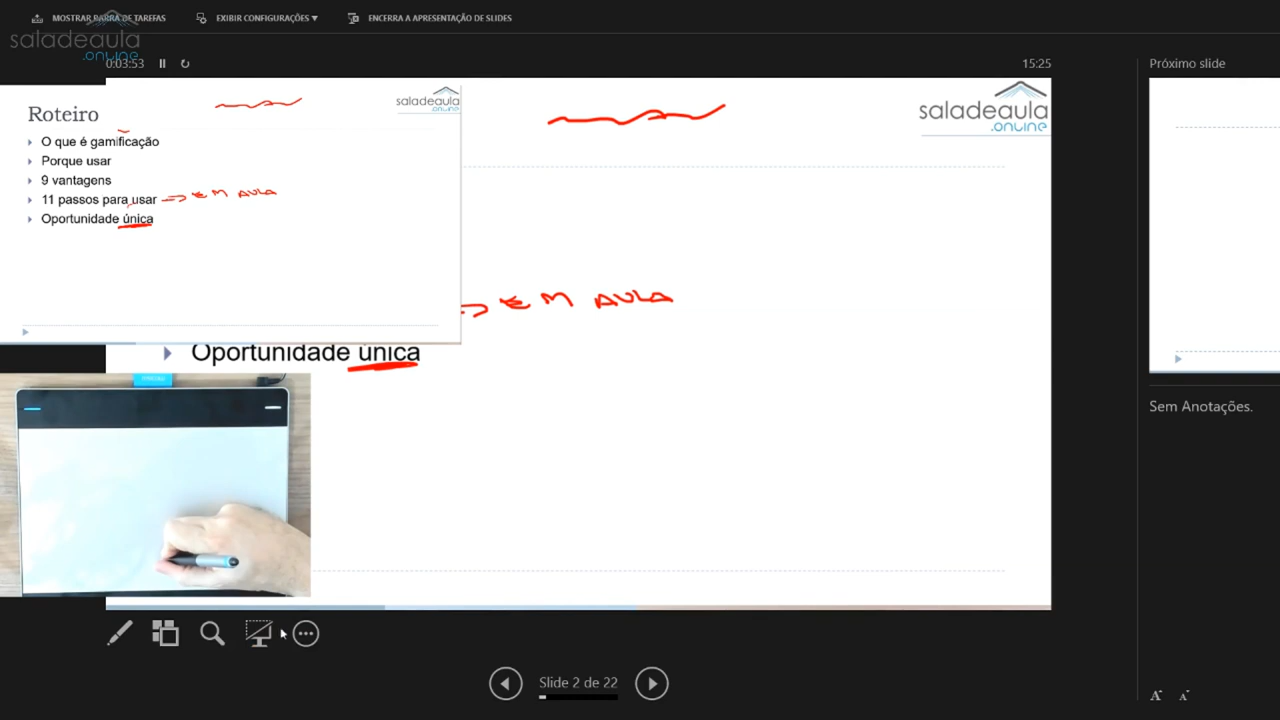 MOSTRAR BARRA DE TAREFAS
EXIBIR CONFIGURAÇÕES
ENCERRA A APRESENTAÇÃO DE SLIDES
saladeaula
.online
0:03:53
15:25
Próximo slide
Roteiro
saladeaula
.online
O que é gamificação
Porque usar
9 vantagens
11 passos para usar → EM AULA
Oportunidade única
saladeaula
.online
EM AULA
Oportunidade única
Sem Anotações.
Slide 2 de 22
A
A